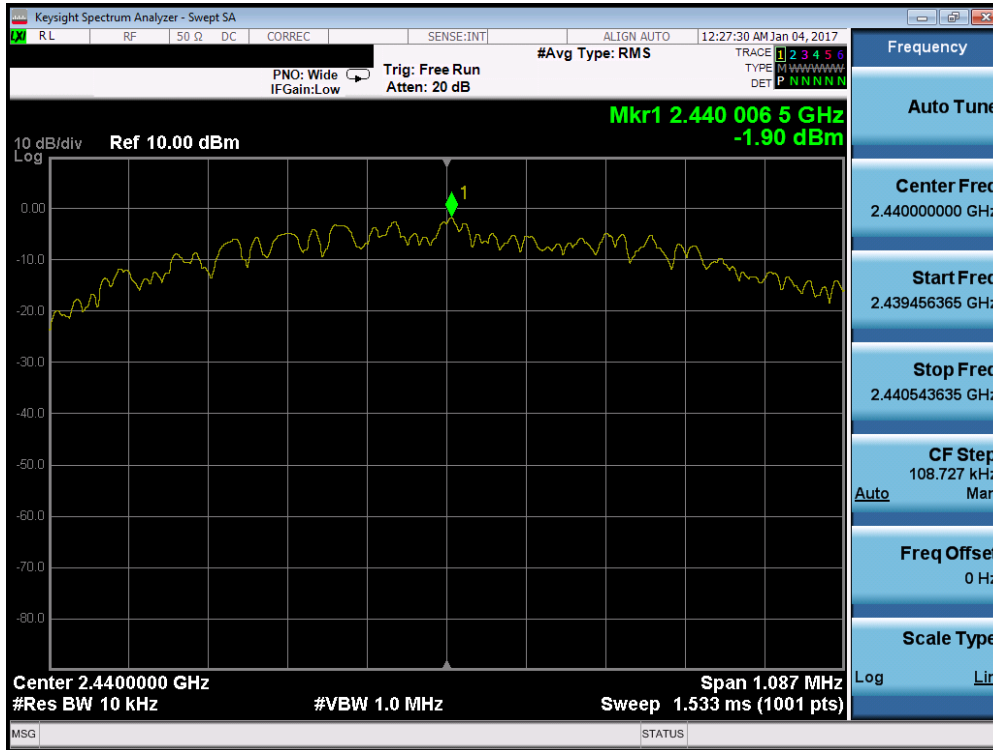 Keysight Spectrum Analyzer - Swept SA
LXI RL RF 50 Ω DC CORREC SENSE:INT ALIGN AUTO 12:27:30 AM Jan 04, 2017
#Avg Type: RMS
TRACE 1 2 3 4 5 6
TYPE M WWWWW
DET P N N N N N
PNO: Wide
IFGain:Low
Trig: Free Run
Atten: 20 dB
Mkr1 2.440 006 5 GHz
-1.90 dBm
10 dB/div Ref 10.00 dBm
Log
1
0.00
-10.0
-20.0
-30.0
-40.0
-50.0
-60.0
-70.0
-80.0
Center 2.4400000 GHz Span 1.087 MHz
#Res BW 10 kHz #VBW 1.0 MHz Sweep 1.533 ms (1001 pts)
MSG STATUS
Frequency
Auto Tune
Center Freq
2.440000000 GHz
Start Freq
2.439456365 GHz
Stop Freq
2.440543635 GHz
CF Step
108.727 kHz
Auto Man
Freq Offset
0 Hz
Scale Type
Log Lin